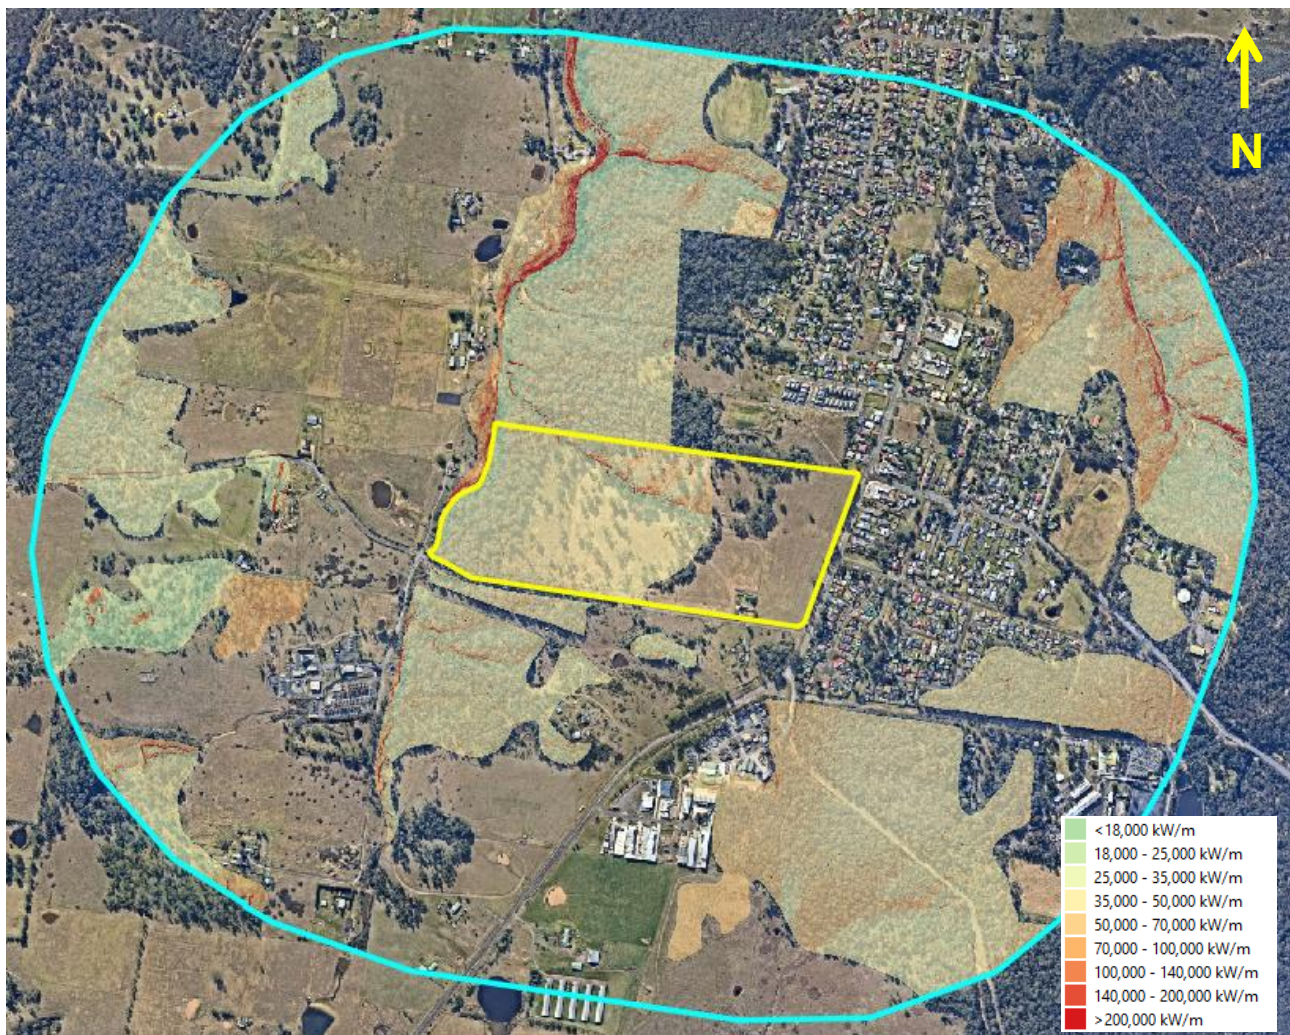 N
<18,000 kW/m
18,000 - 25,000 kW/m
25,000 - 35,000 kW/m
35,000 - 50,000 kW/m
50,000 - 70,000 kW/m
70,000 - 100,000 kW/m
100,000 - 140,000 kW/m
140,000 - 200,000 kW/m
>200,000 kW/m